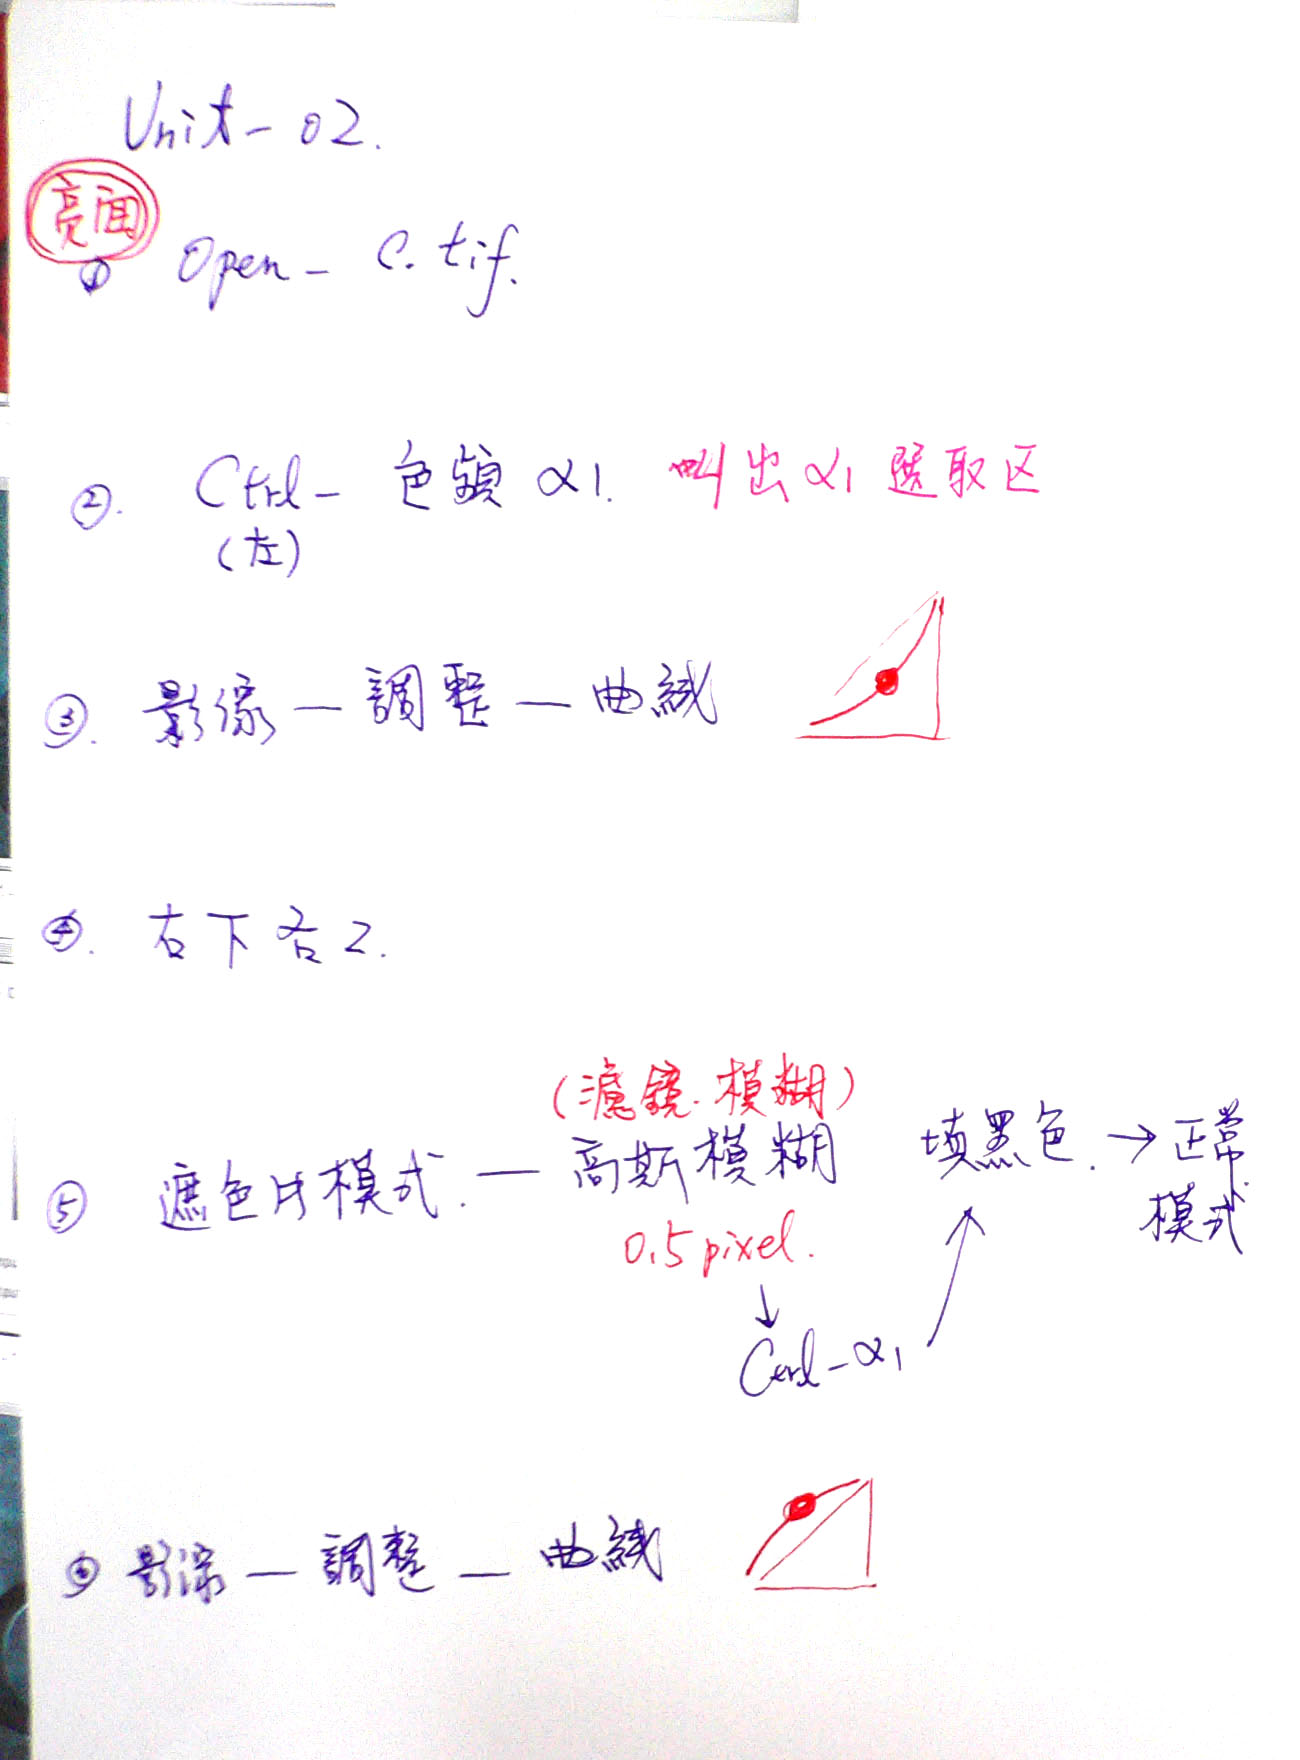 Unit-02.
亮面
① Open - C.tif.
②. Ctrl - 色頻 α1. 叫出 α1 選取区
(左)
③. 影像 — 調整 — 曲線
④. 右下各2.
(濾鏡.模糊)
⑤ 遮色片模式. — 高斯模糊 填黑色. → 正常.
模式
0.5 pixel.
↓
Ctrl - α1
⑥ 影像 — 調整 — 曲線